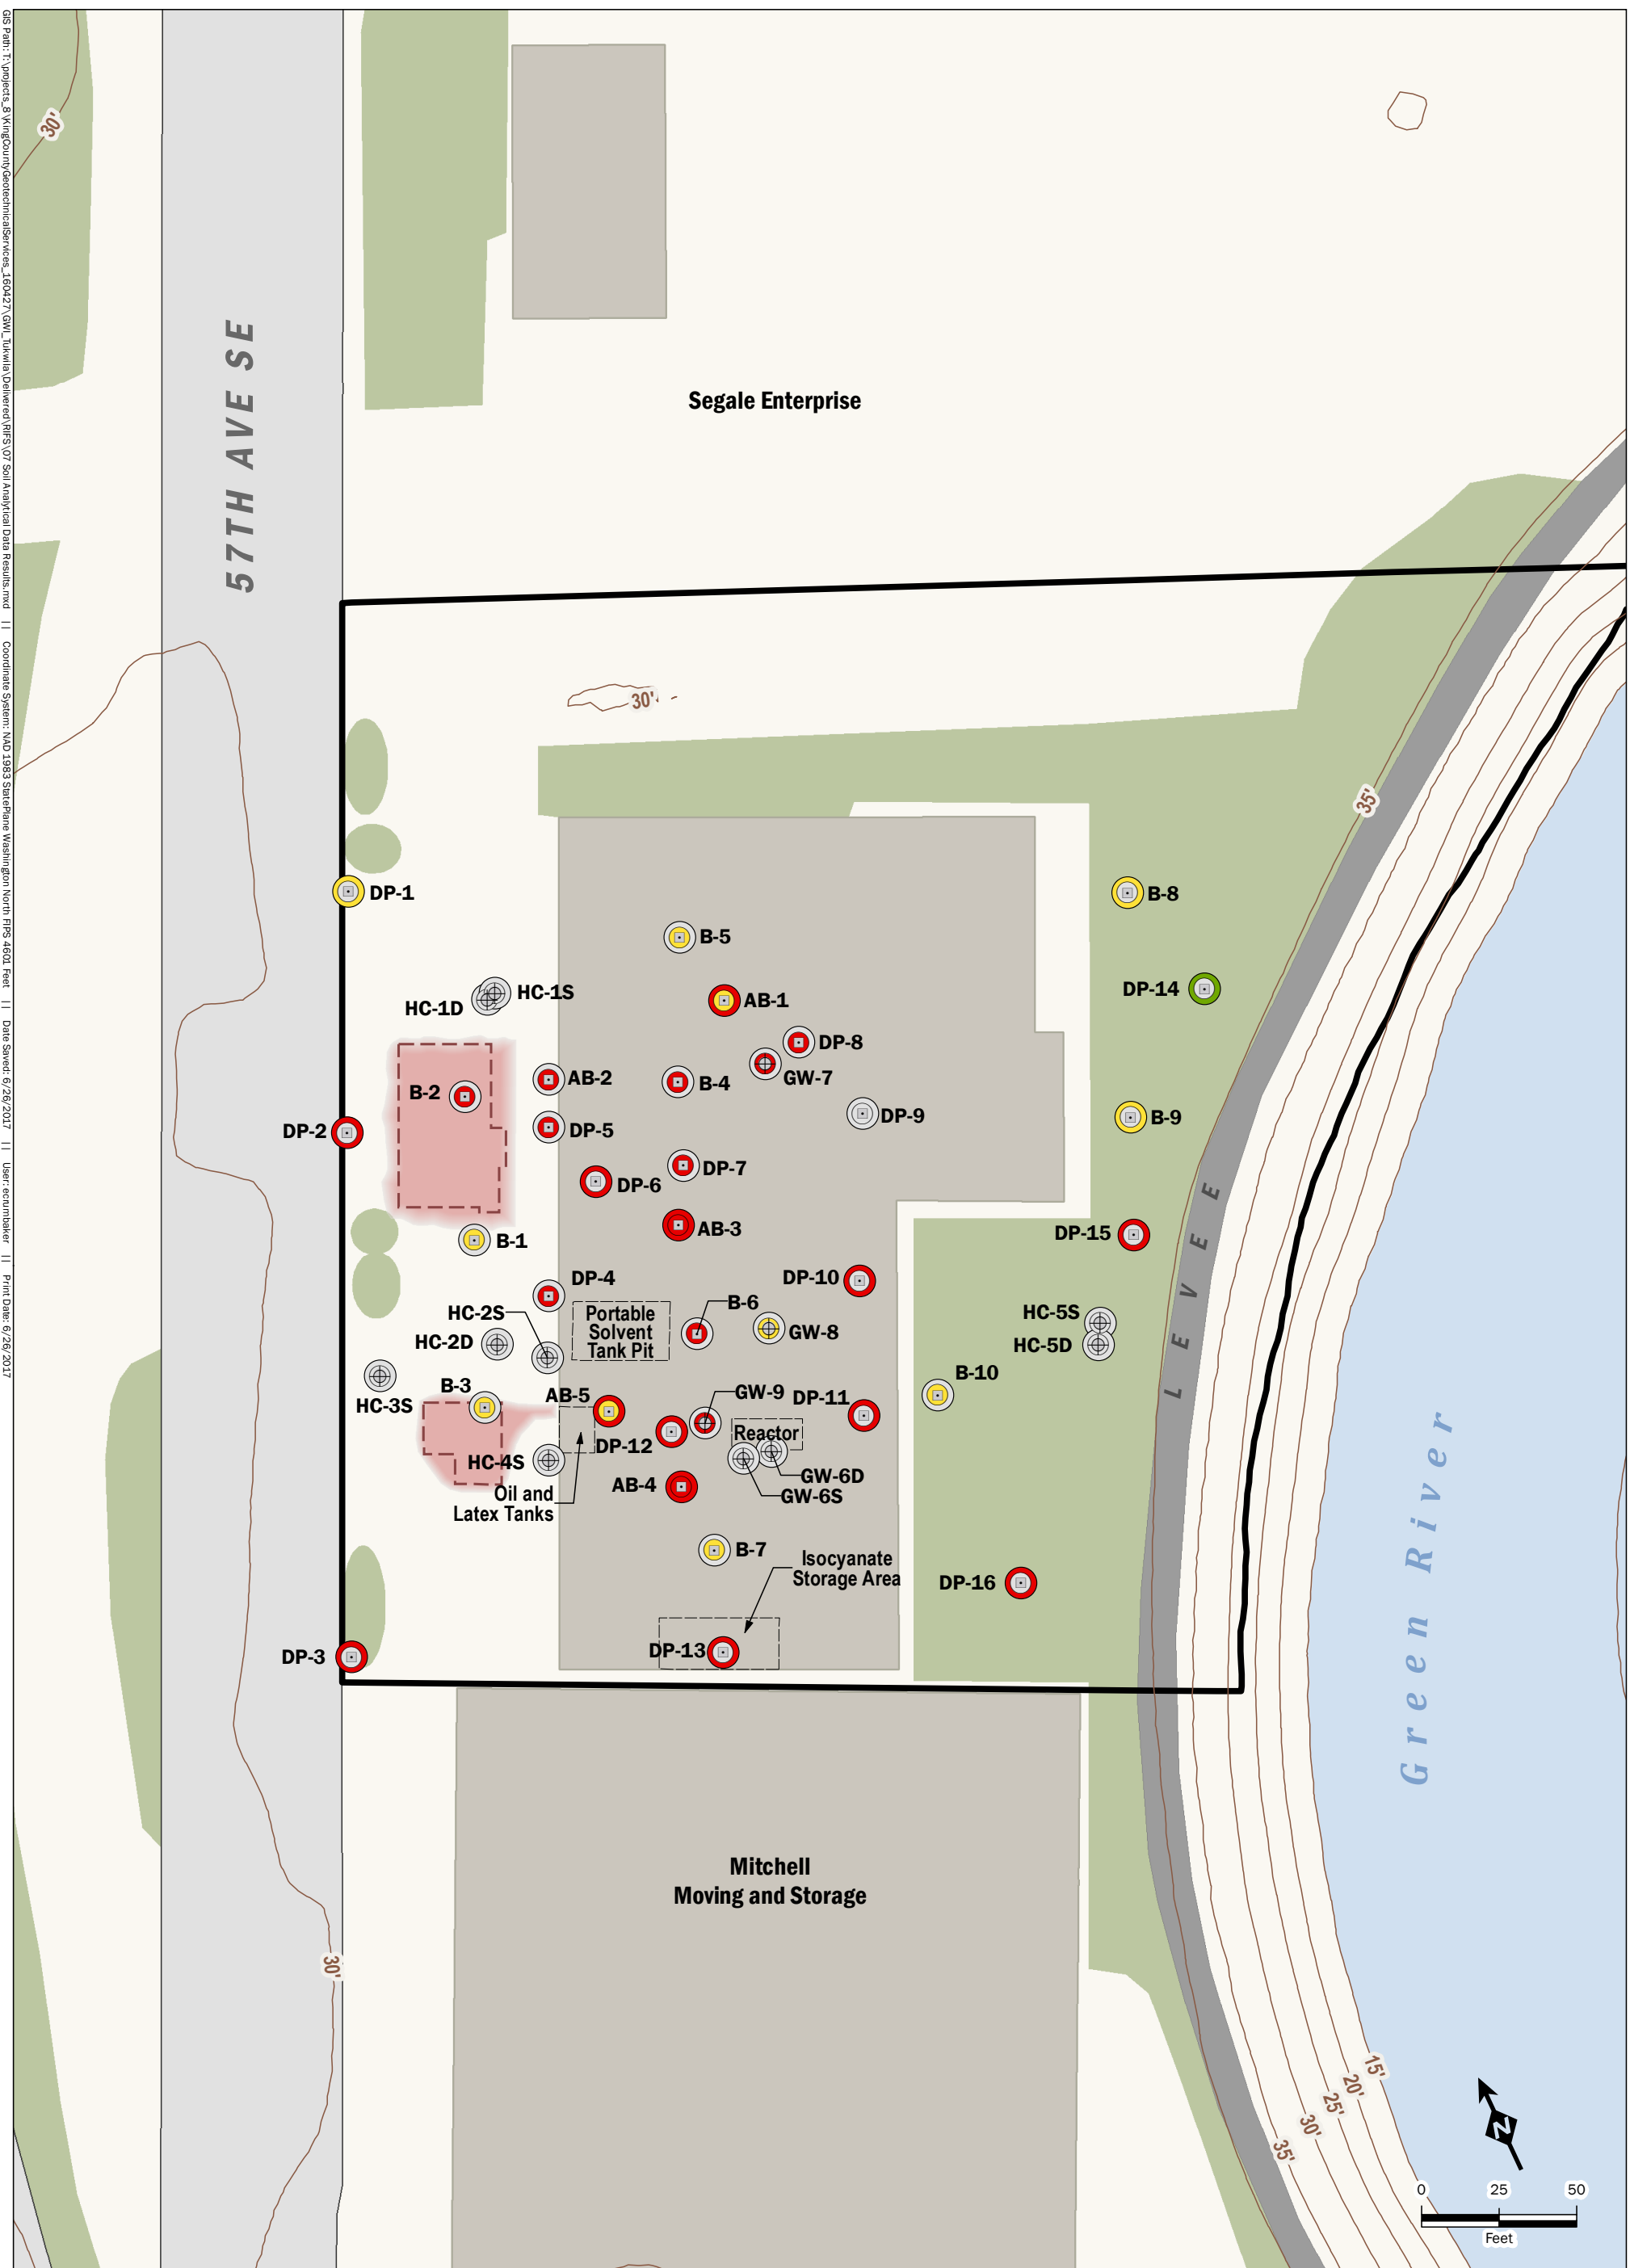 GIS Path: T:\projects_8\KingCountyGeotechnicalServices_160427\GWI_Tukwila\Delivered\RIFS\07 Soil Analytical Data Results.mxd || Coordinate System: NAD 1983 StatePlane Washington North FIPS 4601 Feet || Date Saved: 6/26/2017 || User: ecrumbaker || Print Date: 6/26/2017
30'
57TH AVE SE
Segale Enterprise
30'
35'
DP-1
B-8
B-5
DP-14
HC-1S
AB-1
HC-1D
DP-8
AB-2
GW-7
B-4
B-2
DP-9
B-9
DP-2
DP-5
DP-7
DP-6
AB-3
DP-15
B-1
LEVEE
DP-4
DP-10
B-6
HC-2S
Portable
Solvent
Tank Pit
HC-5S
GW-8
HC-2D
HC-5D
B-10
B-3
AB-5
GW-9
DP-11
HC-3S
Reactor
DP-12
HC-4S
GW-6D
AB-4
GW-6S
Oil and
Latex Tanks
B-7
Isocyanate
Storage Area
DP-16
DP-13
DP-3
Green River
Mitchell
Moving and Storage
30'
15'
20'
25'
30'
35'
N
0 25 50
Feet